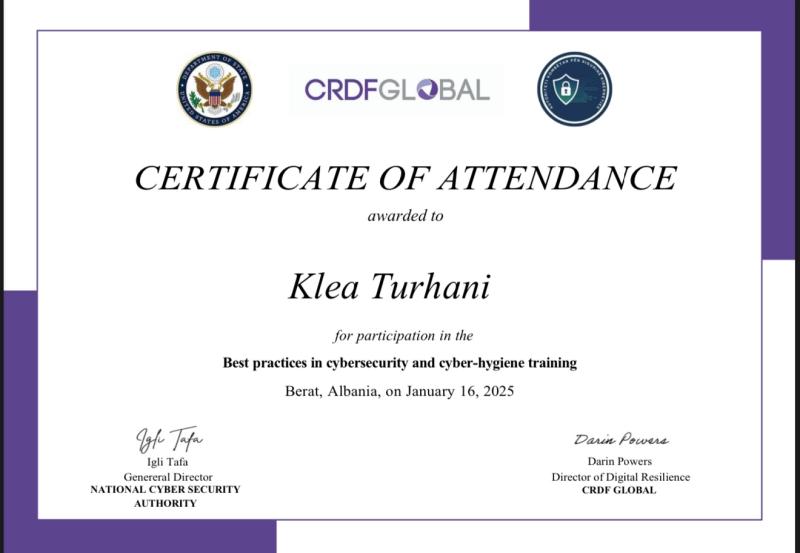 DEPARTMENT OF STATE
UNITED STATES OF AMERICA
CRDFGLOBAL
CERTIFICATE OF ATTENDANCE
awarded to
Klea Turhani
for participation in the
Best practices in cybersecurity and cyber-hygiene training
Berat, Albania, on January 16, 2025
Igli Tafa
Igli Tafa
Genereral Director
NATIONAL CYBER SECURITY
AUTHORITY
Darin Powers
Darin Powers
Director of Digital Resilience
CRDF GLOBAL